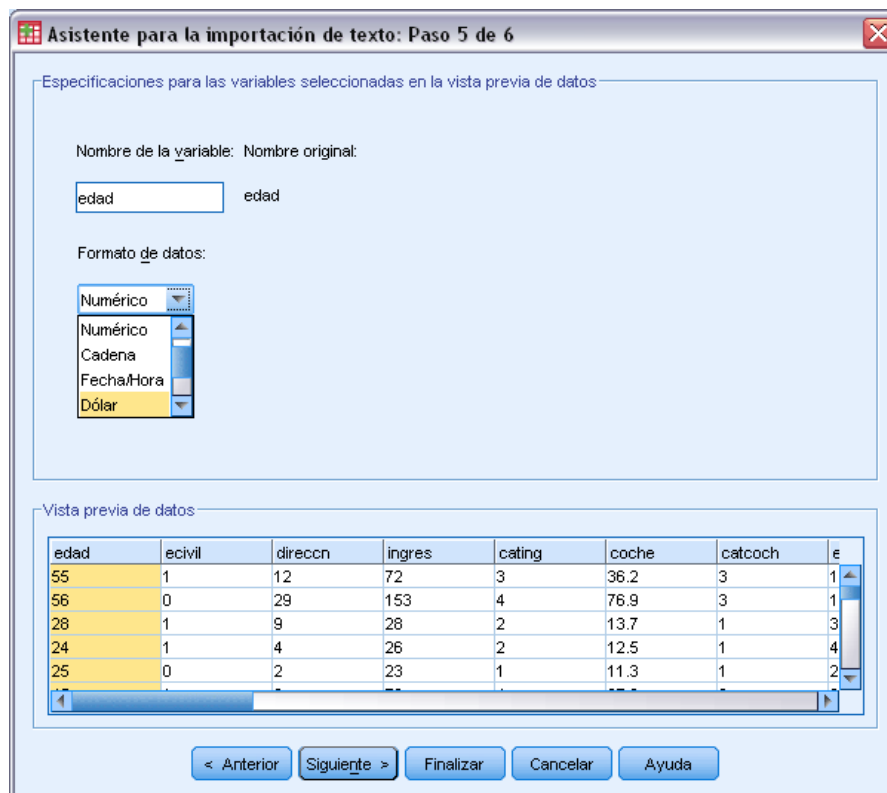 Asistente para la importación de texto: Paso 5 de 6
Especificaciones para las variables seleccionadas en la vista previa de datos
Nombre de la variable: Nombre original:
edad edad
Formato de datos:
Numérico
Numérico
Cadena
Fecha/Hora
Dólar
Vista previa de datos
edad ecivil direccn ingres cating coche catcoch e
55 1 12 72 3 36.2 3 1
56 0 29 153 4 76.9 3 1
28 1 9 28 2 13.7 1 3
24 1 4 26 2 12.5 1 4
25 0 2 23 1 11.3 1 2
< Anterior Siguiente > Finalizar Cancelar Ayuda